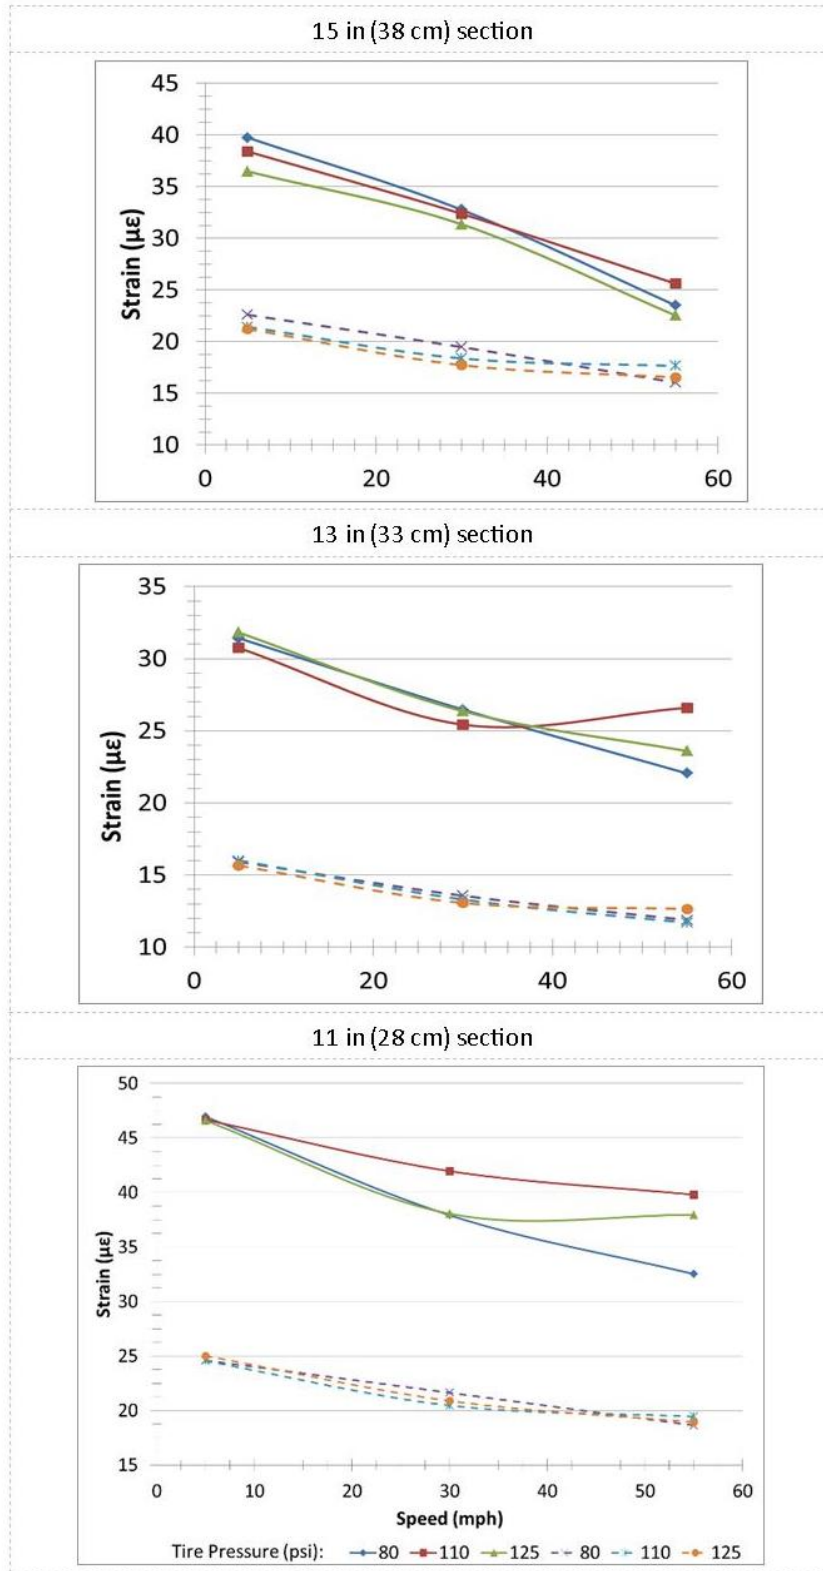 15 in (38 cm) section
45
40
35
30
25
20
15
10
Strain (με)
0 20 40 60
13 in (33 cm) section
35
30
25
20
15
10
Strain (με)
0 20 40 60
11 in (28 cm) section
50
45
40
35
30
25
20
15
Strain (με)
0 10 20 30 40 50 60
Speed (mph)
Tire Pressure (psi): 80 110 125 80 110 125